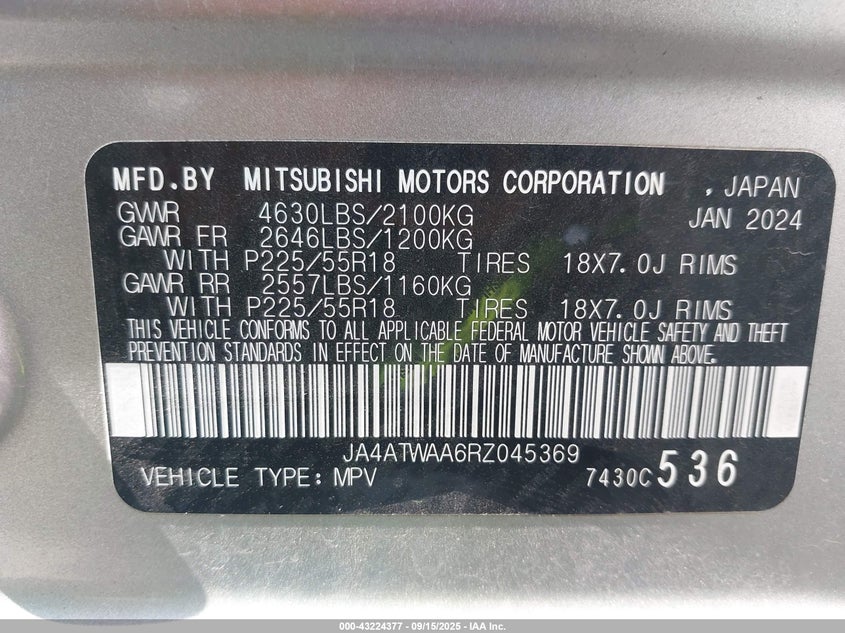 MFD.BY MITSUBISHI MOTORS CORPORATION , JAPAN
GVWR 4630LBS/2100KG JAN 2024
GAWR FR 2646LBS/1200KG
WITH P225/55R18 TIRES 18X7.0J RIMS
GAWR RR 2557LBS/1160KG
WITH P225/55R18 TIRES 18X7.0J RIMS
THIS VEHICLE CONFORMS TO ALL APPLICABLE FEDERAL MOTOR VEHICLE SAFETY AND THEFT
PREVENTION STANDARDS IN EFFECT ON THE DATE OF MANUFACTURE SHOWN ABOVE.
JA4ATWAA6RZ045369
VEHICLE TYPE: MPV 7430C 536
000-43224377 - 09/15/2025 - IAA Inc.